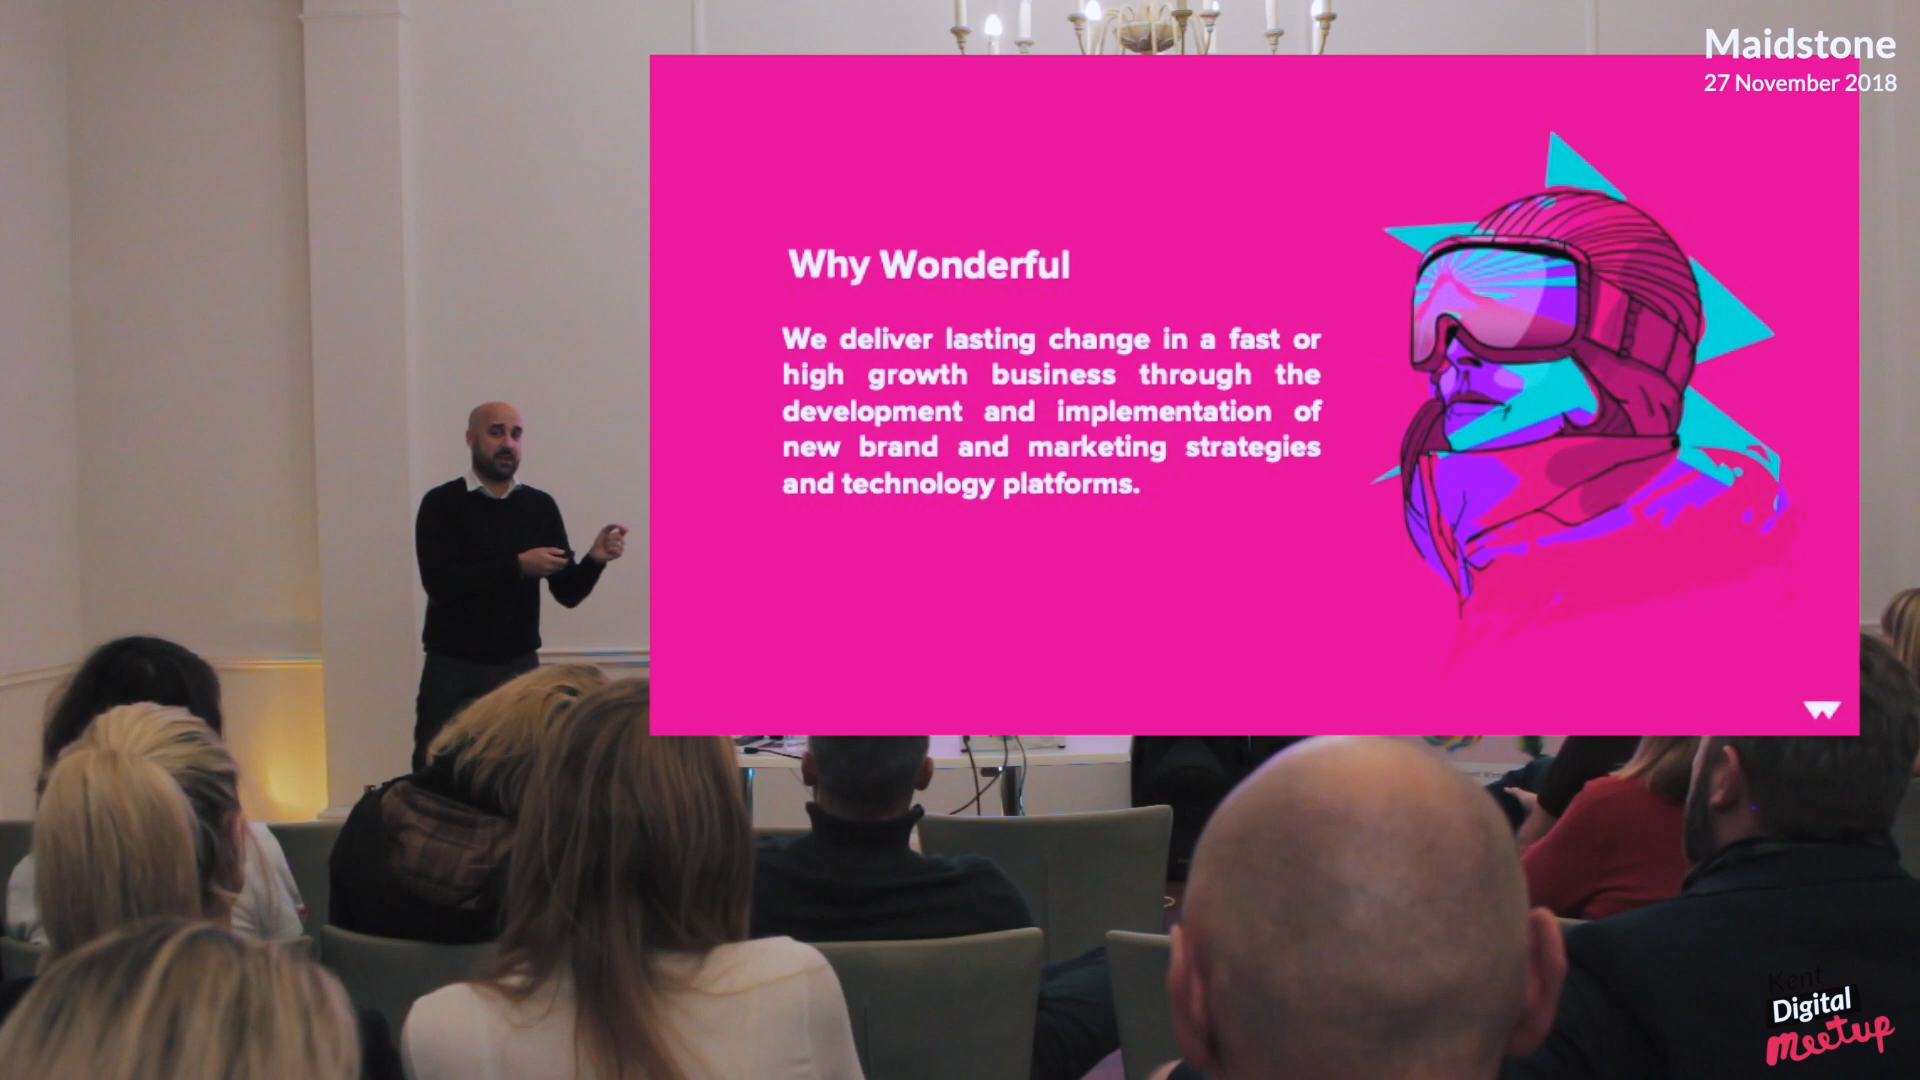 Maidstone
27 November 2018
Why Wonderful
We deliver lasting change in a fast or
high growth business through the
development and implementation of
new brand and marketing strategies
and technology platforms.
Kent
Digital
meetup